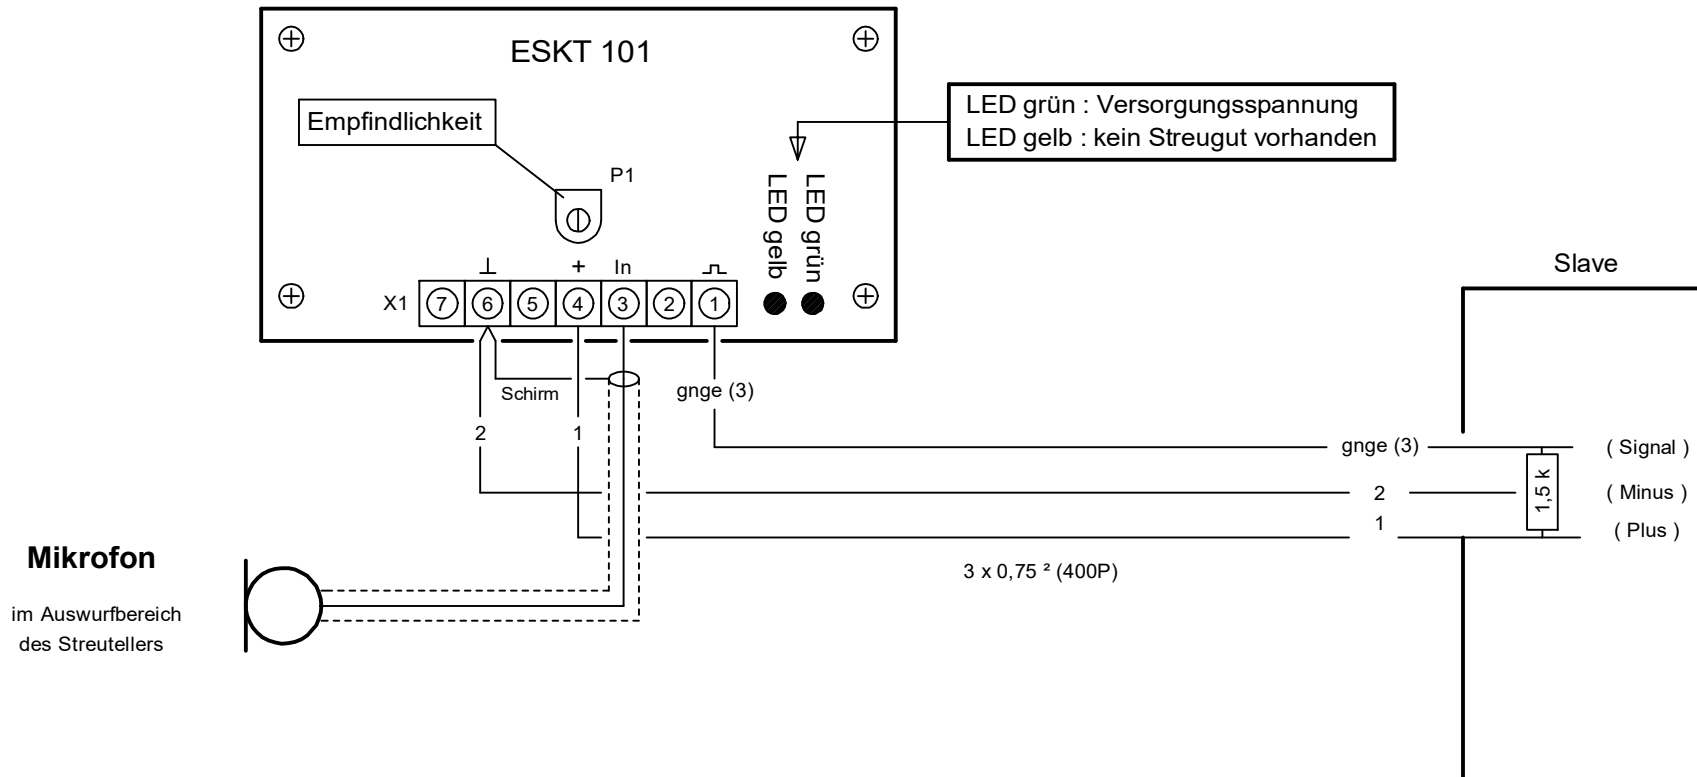 ESKT 101
Empfindlichkeit
LED grün : Versorgungsspannung
LED gelb : kein Streugut vorhanden
P1
LED gelb
LED grün
⊥ + In ⎍
X1 7 6 5 4 3 2 1
Slave
Schirm
gnge (3)
2
1
gnge (3)
( Signal )
2
( Minus )
1
( Plus )
1,5 k
3 x 0,75 ² (400P)
Mikrofon
im Auswurfbereich
des Streutellers